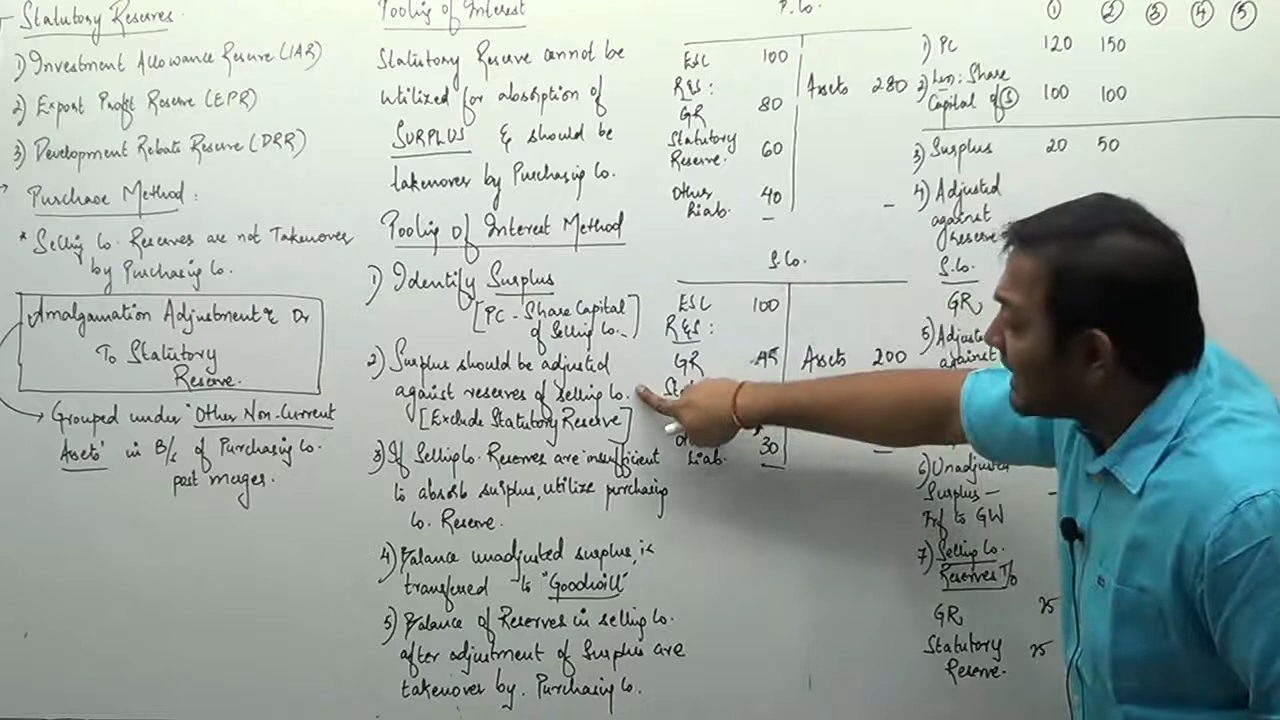 Statutory Reserves.
1) Investment Allowance Reserve (IAR)
2) Export Profit Reserve (EPR)
3) Development Rebate Reserve (DRR)
Purchase Method:
* Selling Co. Reserves are not Takenover
by Purchasing Co.
Amalgamation Adjustment Dr
To Statutory
Reserve.
Grouped under "Other Non-Current
Assets" in B/s of Purchasing Co.
post merger.
Pooling of Interest
Statutory Reserve cannot be
Utilized for absorption of
SURPLUS & should be
takenover by Purchasing Co.
Pooling Of Interest Method
1) Identify Surplus
[PC - Share Capital
of Selling Co.]
2) Surplus should be adjusted
against reserves of Selling Co.
[Exclude Statutory Reserve]
3) If Selling Co. Reserves are insufficient
to absorb surplus, utilize purchasing
Co. Reserve.
4) Balance unadjusted surplus, is
transferred to "Goodwill"
5) Balance of Reserves in selling Co.
after adjustment of Surplus are
takenover by Purchasing Co.
P. Co.
ESC 100
R&S:
Assets 280
GR 80
Statutory
Reserve. 60
Other
Liab. 40
S. Co.
ESC 100
R&S:
GR 45 Assets 200
30
Liab.
① ② ③ ④ ⑤
1) PC 120 150
2) Less: Share
Capital of Ⓢ 100 100
3) Surplus 20 50
4) Adjusted
against
reserve
S. Co.
GR
5) Adjusted
against
6) Unadjusted
Surplus -
Trf to GW
7) Selling Co.
Reserves T/o
GR 25
Statutory 25
Reserve.